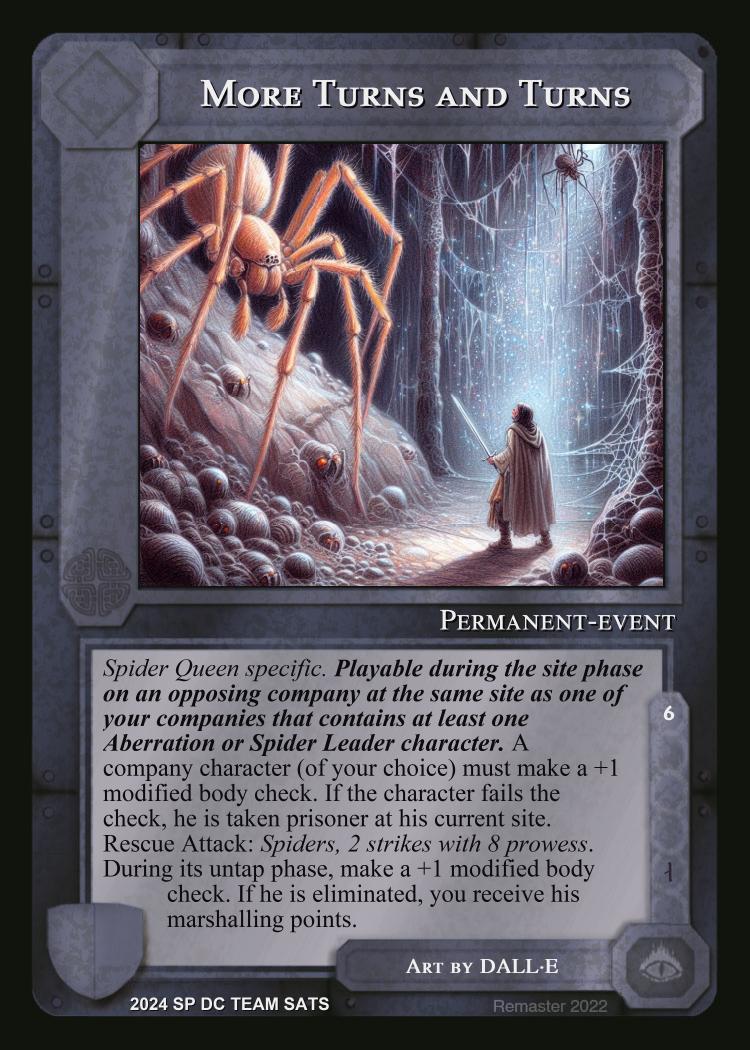 More Turns and Turns
Permanent-event
Spider Queen specific. Playable during the site phase
on an opposing company at the same site as one of
your companies that contains at least one
Aberration or Spider Leader character. A
company character (of your choice) must make a +1
modified body check. If the character fails the
check, he is taken prisoner at his current site.
Rescue Attack: Spiders, 2 strikes with 8 prowess.
During its untap phase, make a +1 modified body
check. If he is eliminated, you receive his
marshalling points.
6
Art by DALL·E
2024 SP DC TEAM SATS
Remaster 2022